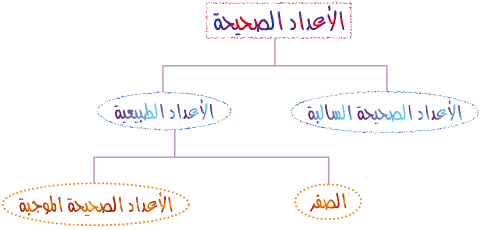 الأعداد الصحيحة
الأعداد الصحيحة السالبة
الأعداد الطبيعية
الصفر
الأعداد الصحيحة الموجبة